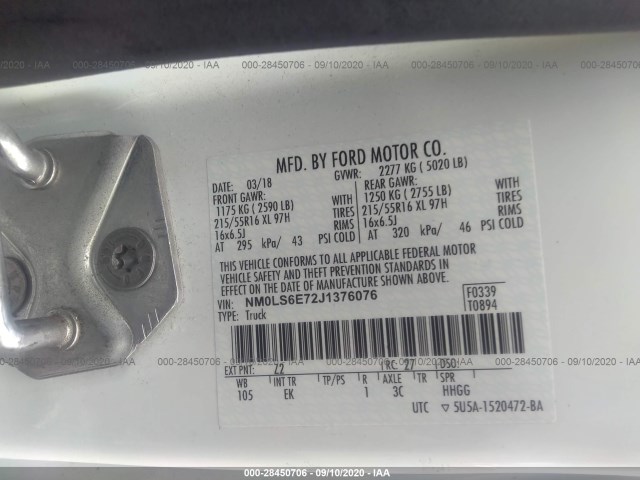 000-28450706 - 09/10/2020 - IAA
MFD. BY FORD MOTOR CO.
DATE: 03/18 GVWR: 2277 KG ( 5020 LB)
FRONT GAWR: REAR GAWR:
1175 KG ( 2590 LB) WITH 1250 KG ( 2755 LB) WITH
215/55R16 XL 97H TIRES 215/55R16 XL 97H TIRES
16x6.5J RIMS 16x6.5J RIMS
AT 295 kPa/ 43 PSI COLD AT 320 kPa/ 46 PSI COLD
THIS VEHICLE CONFORMS TO ALL APPLICABLE FEDERAL MOTOR
VEHICLE SAFETY AND THEFT PREVENTION STANDARDS IN
EFFECT ON THE DATE OF MANUFACTURE SHOWN ABOVE.
VIN: NM0LS6E72J1376076 F0339
TYPE: Truck T0894
EXT PNT: Z2 RC: 27 DSO:
WB INT TR TP/PS R AXLE TR SPR
105 EK 1 3C HHGG
UTC 5U5A-1520472-BA
000-28450706 - 09/10/2020 - IAA